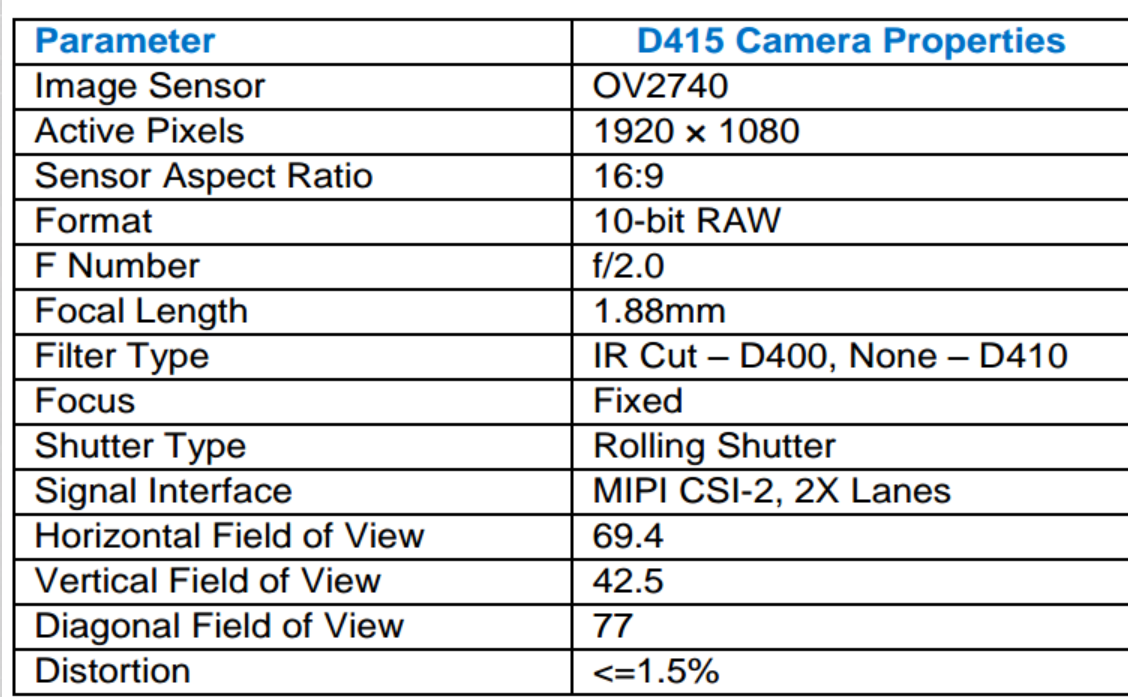 Parameter D415 Camera Properties
Image Sensor OV2740
Active Pixels 1920 × 1080
Sensor Aspect Ratio 16:9
Format 10-bit RAW
F Number f/2.0
Focal Length 1.88mm
Filter Type IR Cut – D400, None – D410
Focus Fixed
Shutter Type Rolling Shutter
Signal Interface MIPI CSI-2, 2X Lanes
Horizontal Field of View 69.4
Vertical Field of View 42.5
Diagonal Field of View 77
Distortion <=1.5%